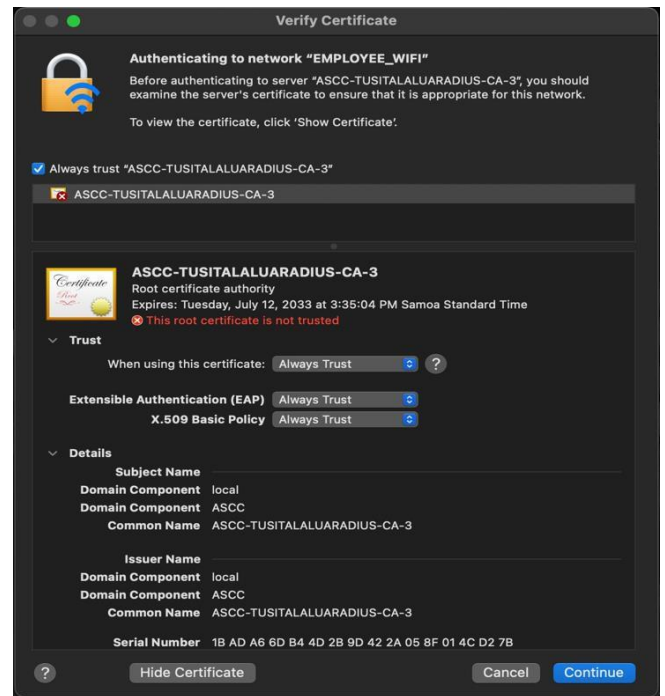 Verify Certificate
Authenticating to network “EMPLOYEE_WIFI”
Before authenticating to server “ASCC-TUSITALALUARADIUS-CA-3”, you should
examine the server's certificate to ensure that it is appropriate for this network.
To view the certificate, click ‘Show Certificate’.
Always trust “ASCC-TUSITALALUARADIUS-CA-3”
ASCC-TUSITALALUARADIUS-CA-3
Certificate
Root
ASCC-TUSITALALUARADIUS-CA-3
Root certificate authority
Expires: Tuesday, July 12, 2033 at 3:35:04 PM Samoa Standard Time
This root certificate is not trusted
Trust
When using this certificate: Always Trust ?
Extensible Authentication (EAP) Always Trust
X.509 Basic Policy Always Trust
Details
Subject Name
Domain Component local
Domain Component ASCC
Common Name ASCC-TUSITALALUARADIUS-CA-3
Issuer Name
Domain Component local
Domain Component ASCC
Common Name ASCC-TUSITALALUARADIUS-CA-3
Serial Number 1B AD A6 6D B4 4D 2B 9D 42 2A 05 8F 01 4C D2 7B
? Hide Certificate Cancel Continue